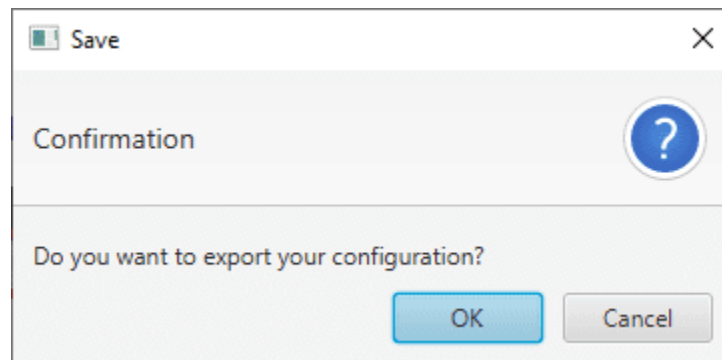 Save
Confirmation
?
Do you want to export your configuration?
OK Cancel